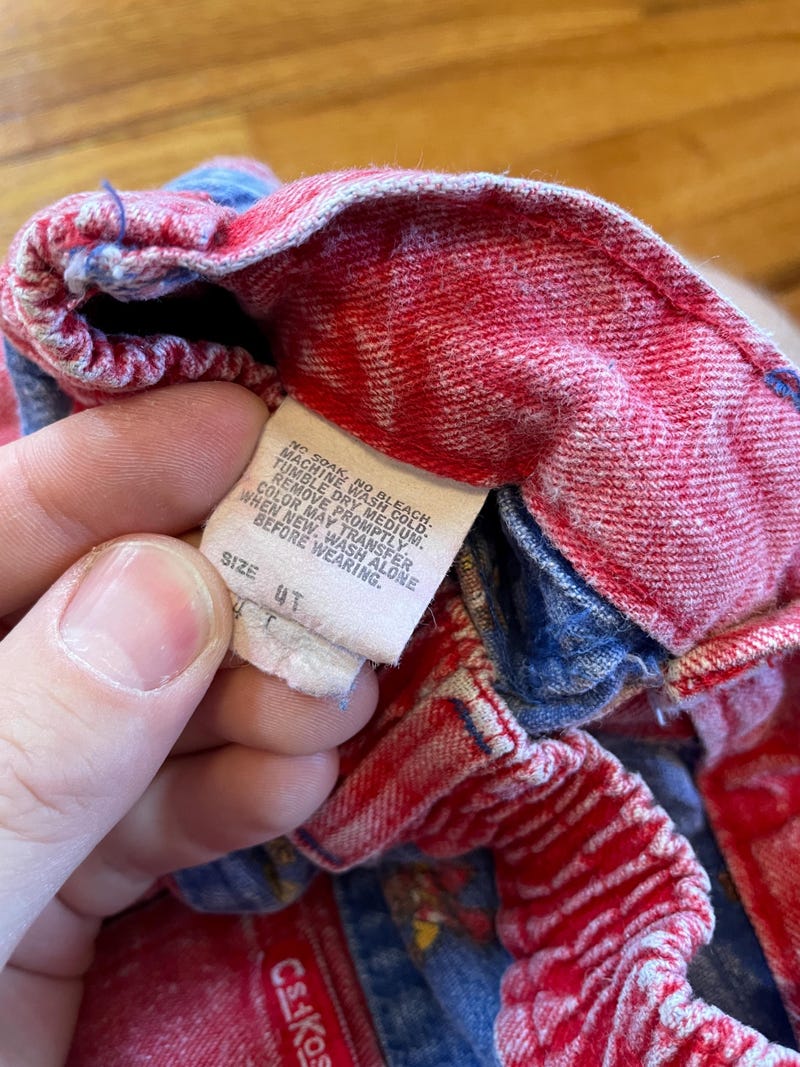 NO SOAK, NO BLEACH.
MACHINE WASH COLD.
TUMBLE DRY MEDIUM.
REMOVE PROMPTLY.
COLOR MAY TRANSFER
WHEN NEW. WASH ALONE
BEFORE WEARING.
SIZE 4T
4 T